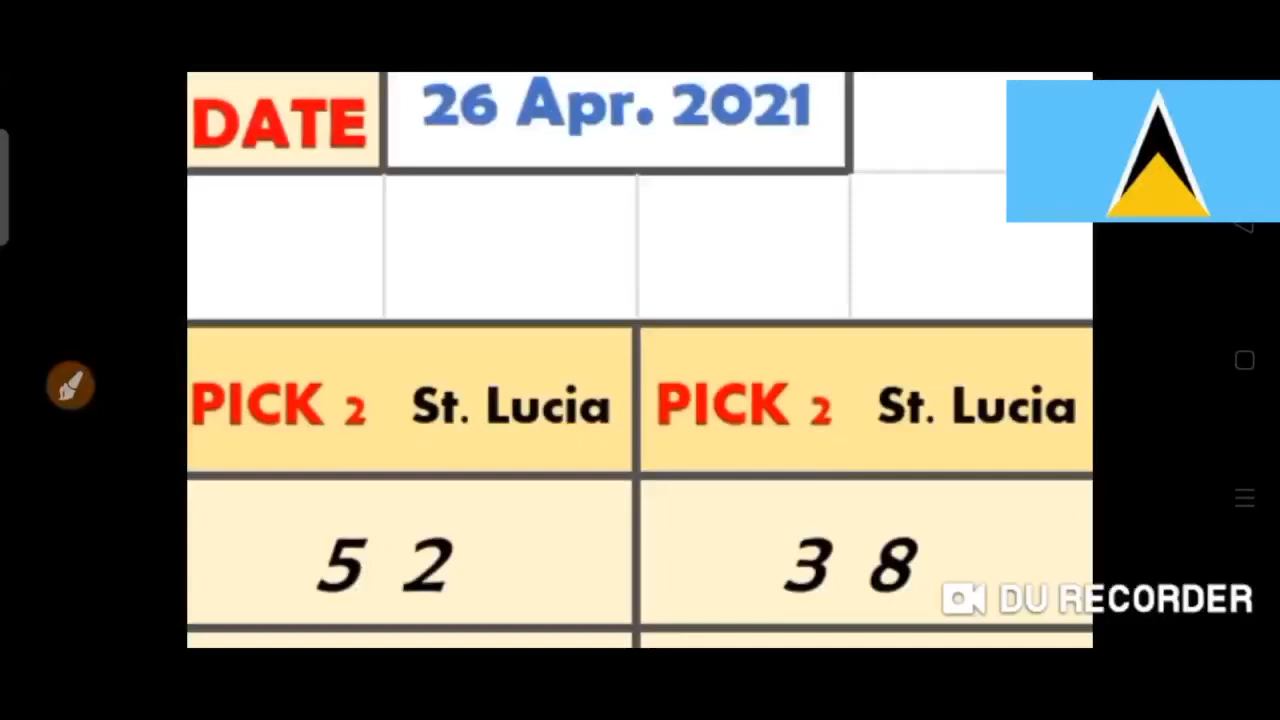 DATE 26 Apr. 2021
PICK 2 St. Lucia PICK 2 St. Lucia
5 2 3 8
DU RECORDER